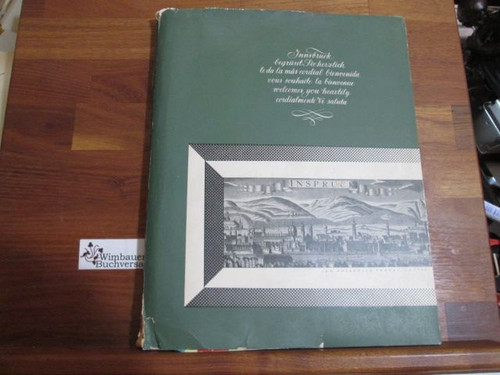 Innsbruck
begrüsst Sie herzlich
le da la más cordial bienvenida
vous souhaite la bienvenue
welcomes you heartily
cordialmente Vi saluta
INSPRUG
Wimbauer
Buchversa